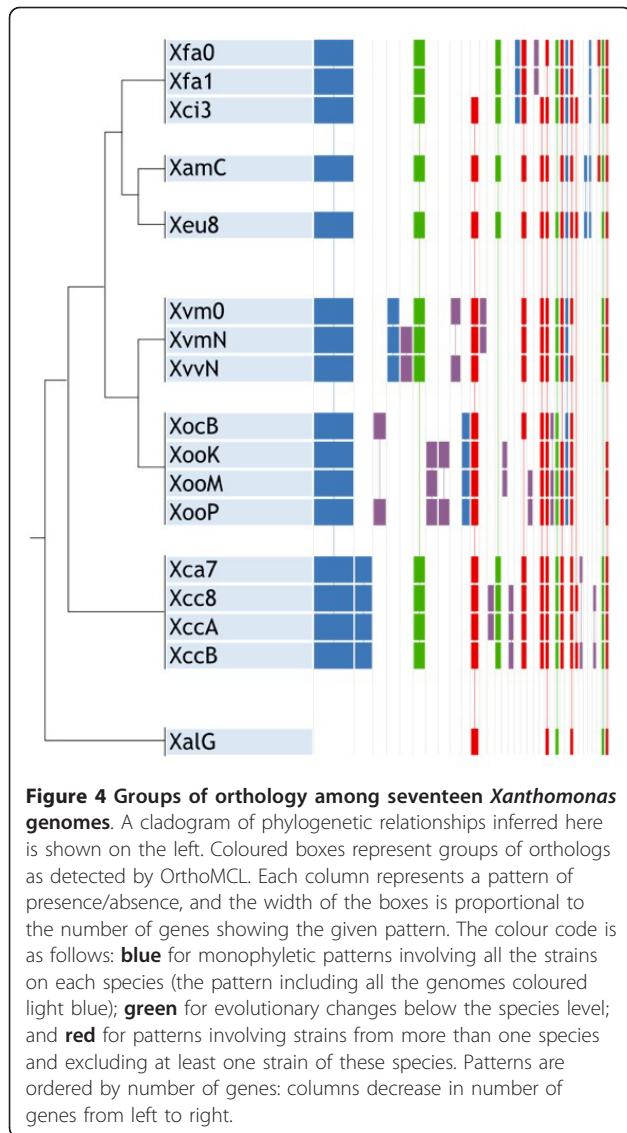 Xfa0
Xfa1
Xci3
XamC
Xeu8
Xvm0
XvmN
XvvN
XocB
XooK
XooM
XooP
Xca7
Xcc8
XccA
XccB
XalG
Figure 4 Groups of orthology among seventeen Xanthomonas
genomes. A cladogram of phylogenetic relationships inferred here
is shown on the left. Coloured boxes represent groups of orthologs
as detected by OrthoMCL. Each column represents a pattern of
presence/absence, and the width of the boxes is proportional to
the number of genes showing the given pattern. The colour code is
as follows: blue for monophyletic patterns involving all the strains
on each species (the pattern including all the genomes coloured
light blue); green for evolutionary changes below the species level;
and red for patterns involving strains from more than one species
and excluding at least one strain of these species. Patterns are
ordered by number of genes: columns decrease in number of
genes from left to right.